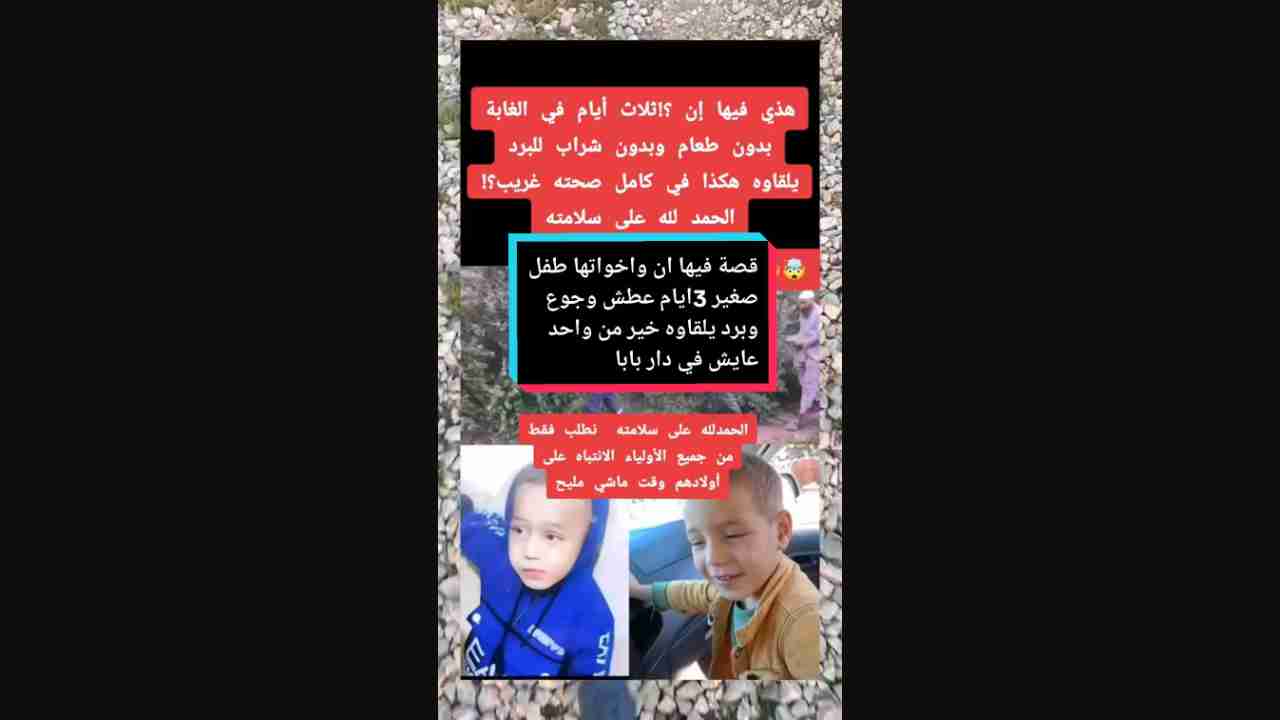 هذي فيها إن ؟!ثلاث أيام في الغابة
بدون طعام وبدون شراب للبرد
يلقاوه هكذا في كامل صحته غريب؟!
الحمد لله على سلامته
قصة فيها ان واخواتها طفل
صغير 3ايام عطش وجوع
وبرد يلقاوه خير من واحد
عايش في دار بابا
الحمدلله على سلامته نطلب فقط
من جميع الأولياء الانتباه على
أولادهم وقت ماشي مليح